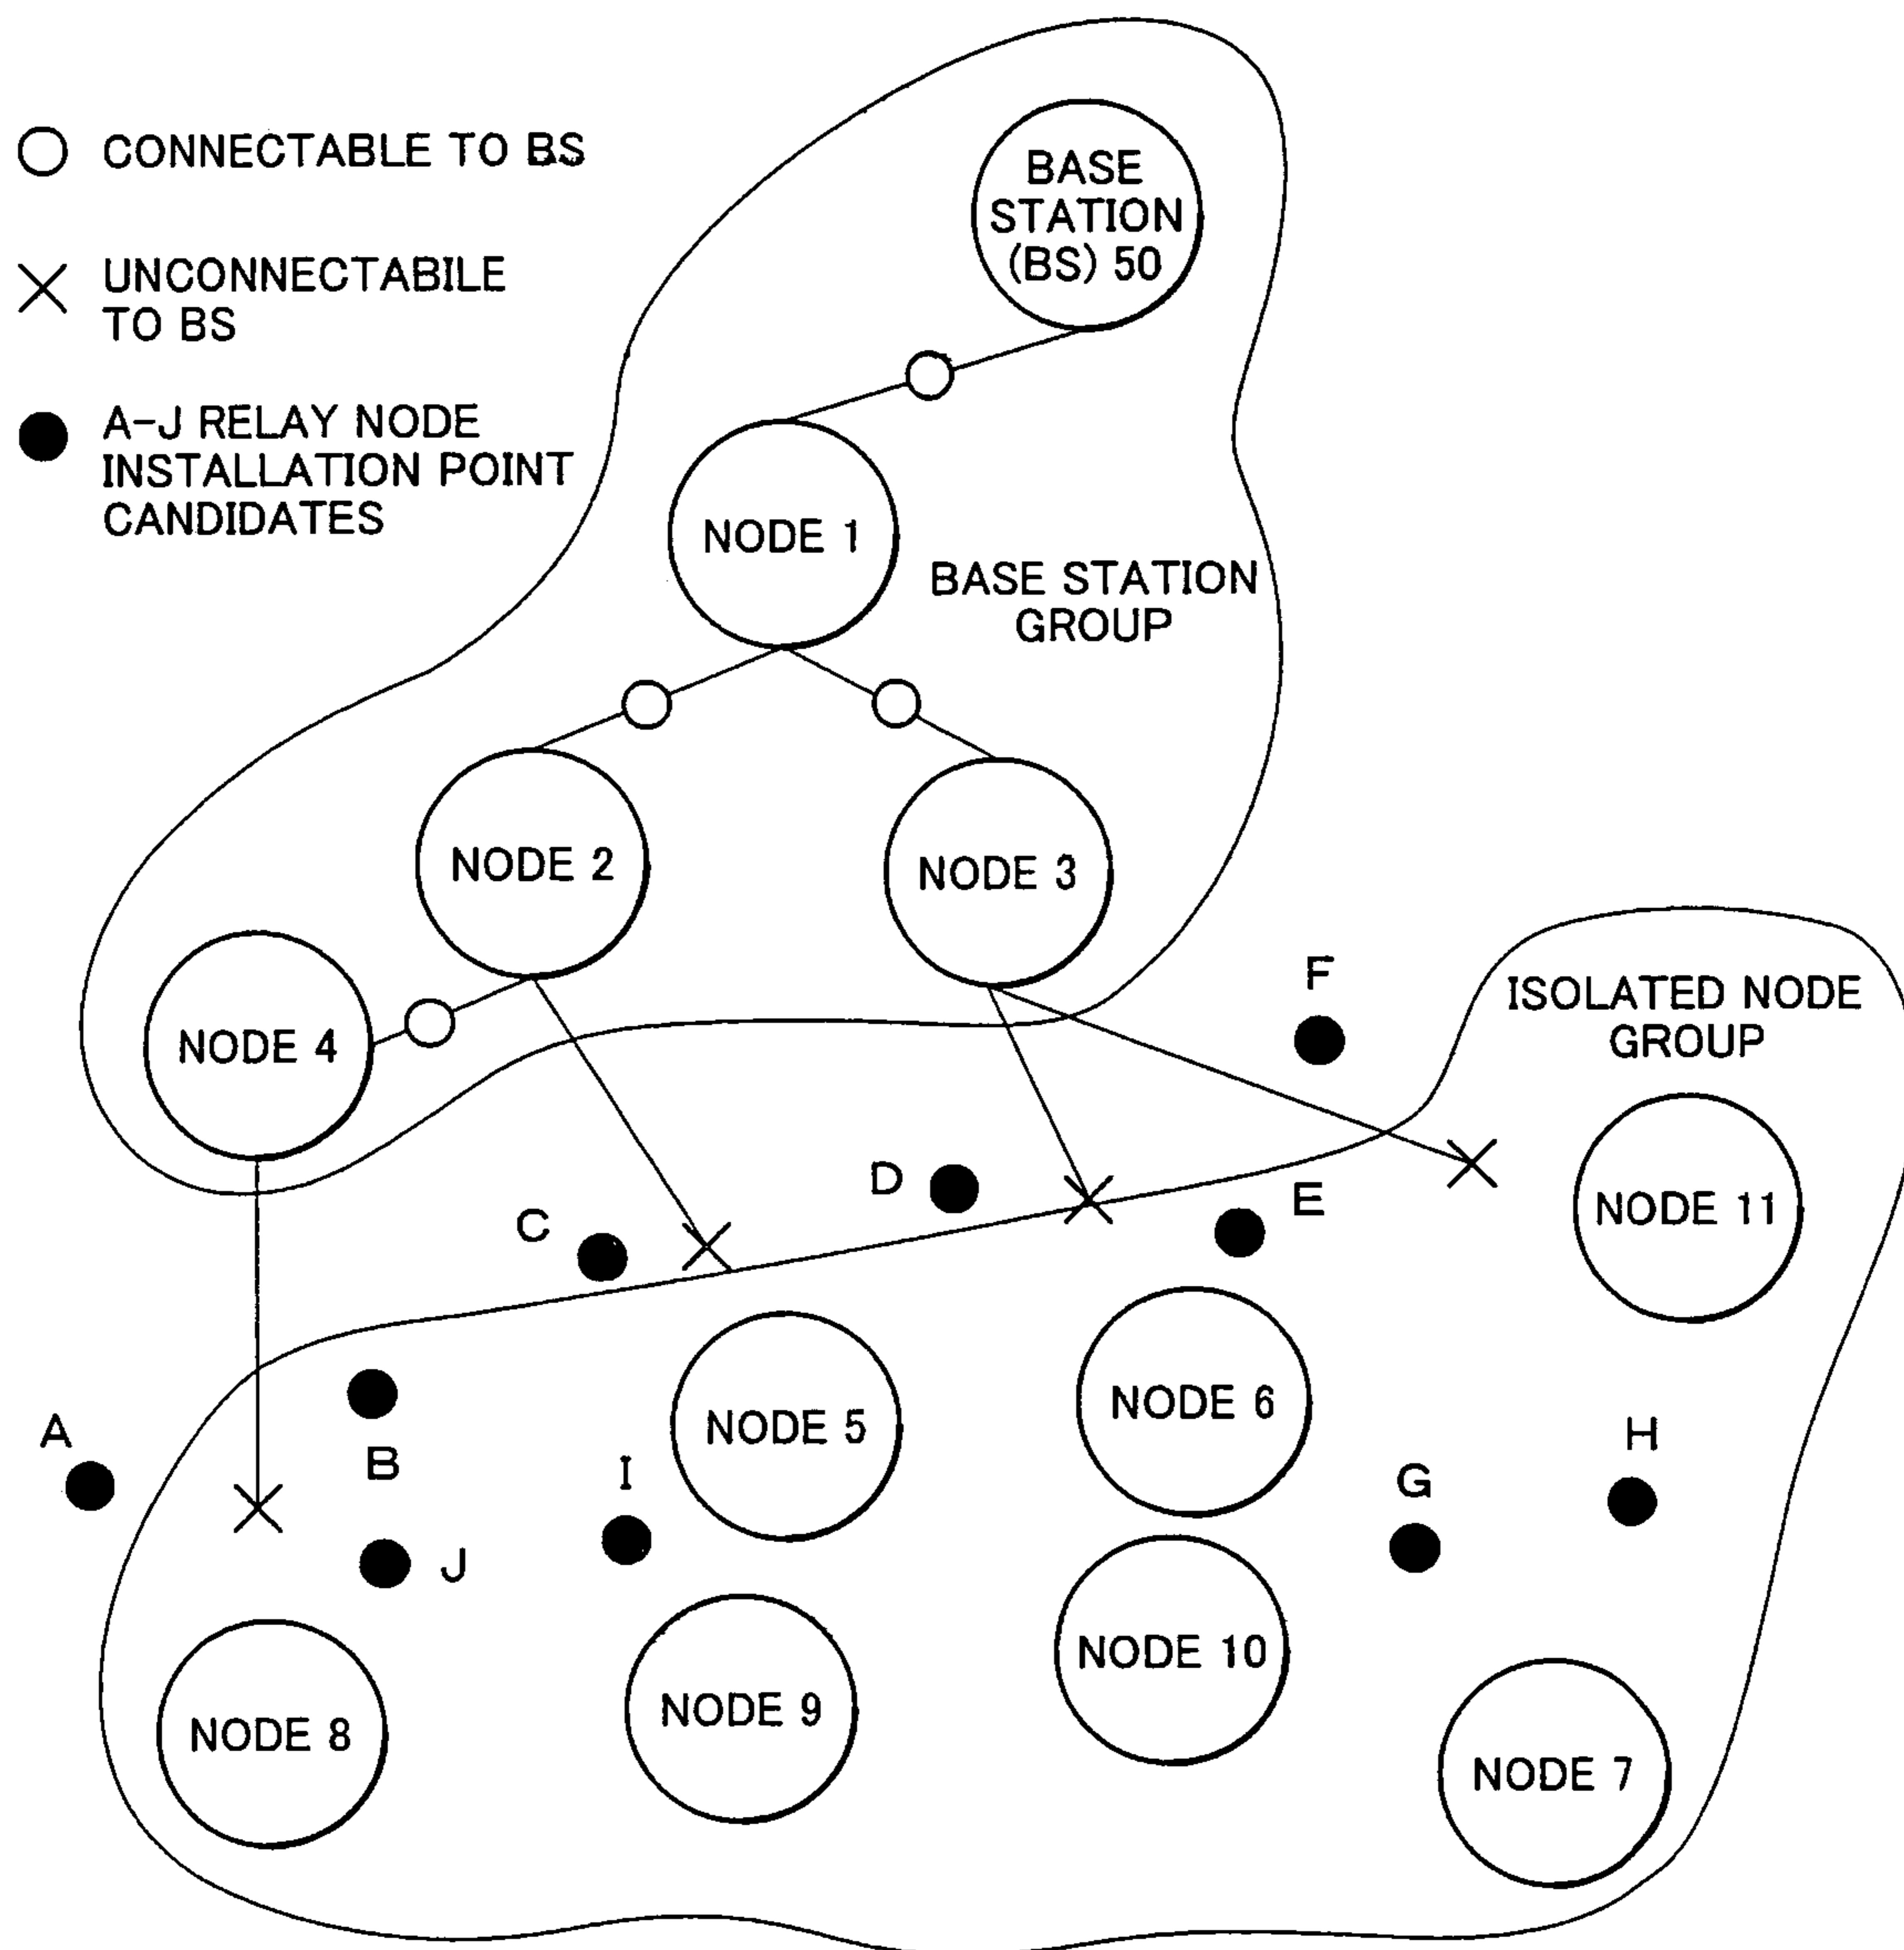 CONNECTABLE TO BS
UNCONNECTABILE
TO BS
A-J RELAY NODE
INSTALLATION POINT
CANDIDATES
BASE
STATION
(BS) 50
NODE 1
BASE STATION
GROUP
NODE 2
NODE 3
NODE 4
F
ISOLATED NODE
GROUP
D
E
C
NODE 11
NODE 5
NODE 6
A
B
I
H
G
J
NODE 8
NODE 9
NODE 10
NODE 7